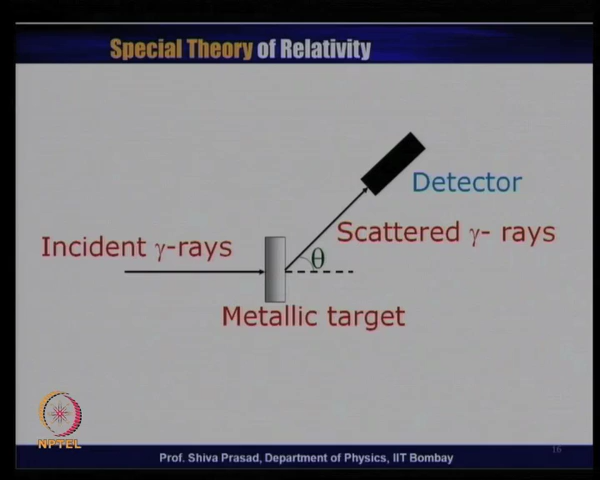 Special Theory of Relativity
Detector
Scattered γ- rays
Incident γ-rays
θ
Metallic target
NPTEL
Prof. Shiva Prasad, Department of Physics, IIT Bombay
16